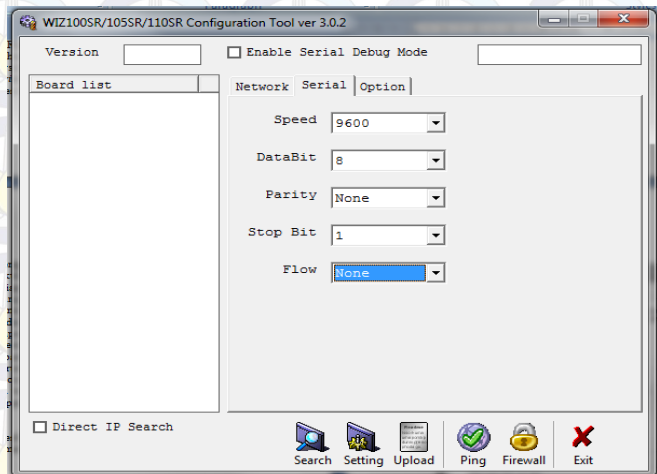 WIZ100SR/105SR/110SR Configuration Tool ver 3.0.2
Version
Enable Serial Debug Mode
Board list
Network Serial Option
Speed 9600
DataBit 8
Parity None
Stop Bit 1
Flow None
Direct IP Search
Search Setting Upload Ping Firewall Exit